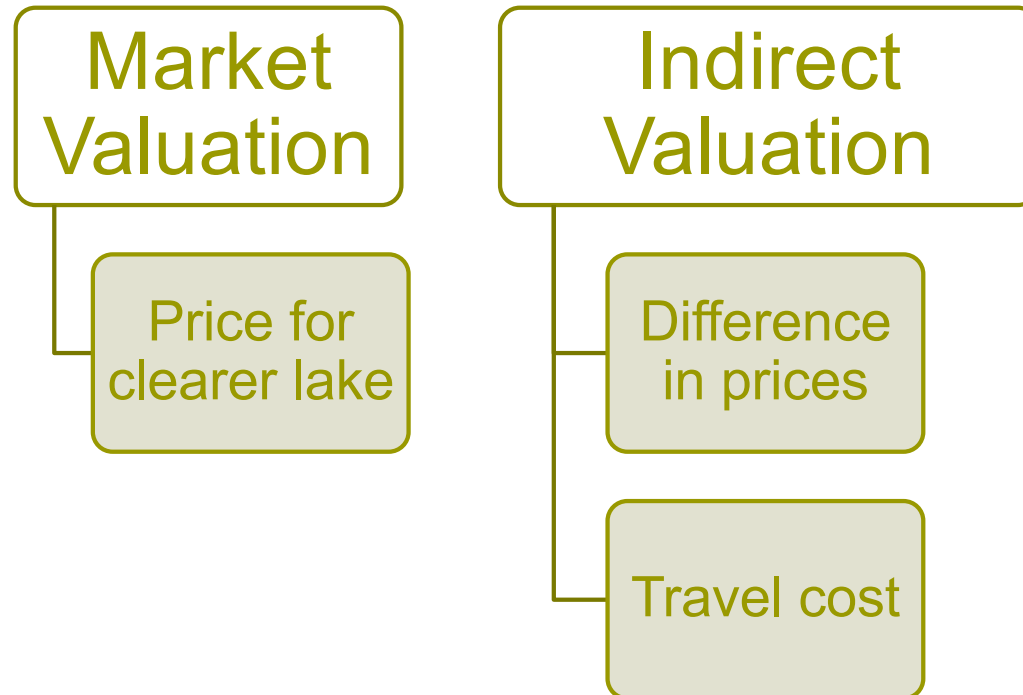 Market
Valuation
Price for
clearer lake
Indirect
Valuation
Difference
in prices
Travel cost